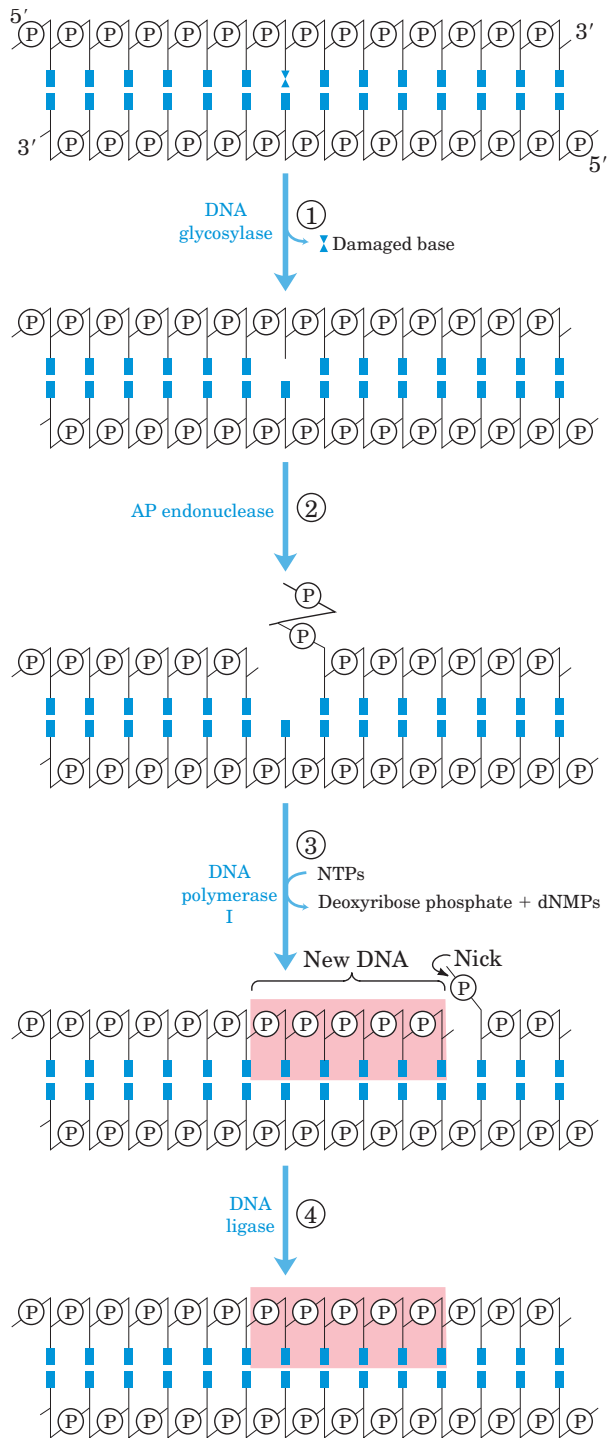 5′
P P P P P P P P P P P P P
3′
3′
P P P P P P P P P P P P P
5′
DNA
glycosylase
1
Damaged base
P P P P P P P P P P P P P
P P P P P P P P P P P P P
AP endonuclease
2
P
P
P P P P P P P P P P P P
P P P P P P P P P P P P P
3
DNA
polymerase
I
NTPs
Deoxyribose phosphate + dNMPs
New DNA
Nick
P
P P P P P P P P P P P P P
P P P P P P P P P P P P P
DNA
ligase
4
P P P P P P P P P P P P P
P P P P P P P P P P P P P